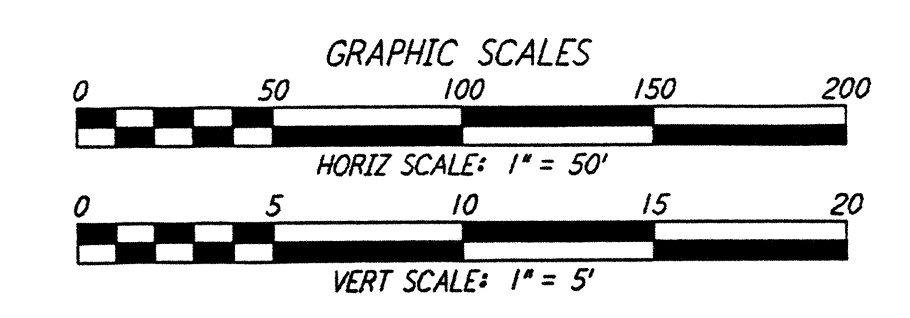 GRAPHIC SCALES
0 50 100 150 200
HORIZ SCALE: 1" = 50'
0 5 10 15 20
VERT SCALE: 1" = 5'